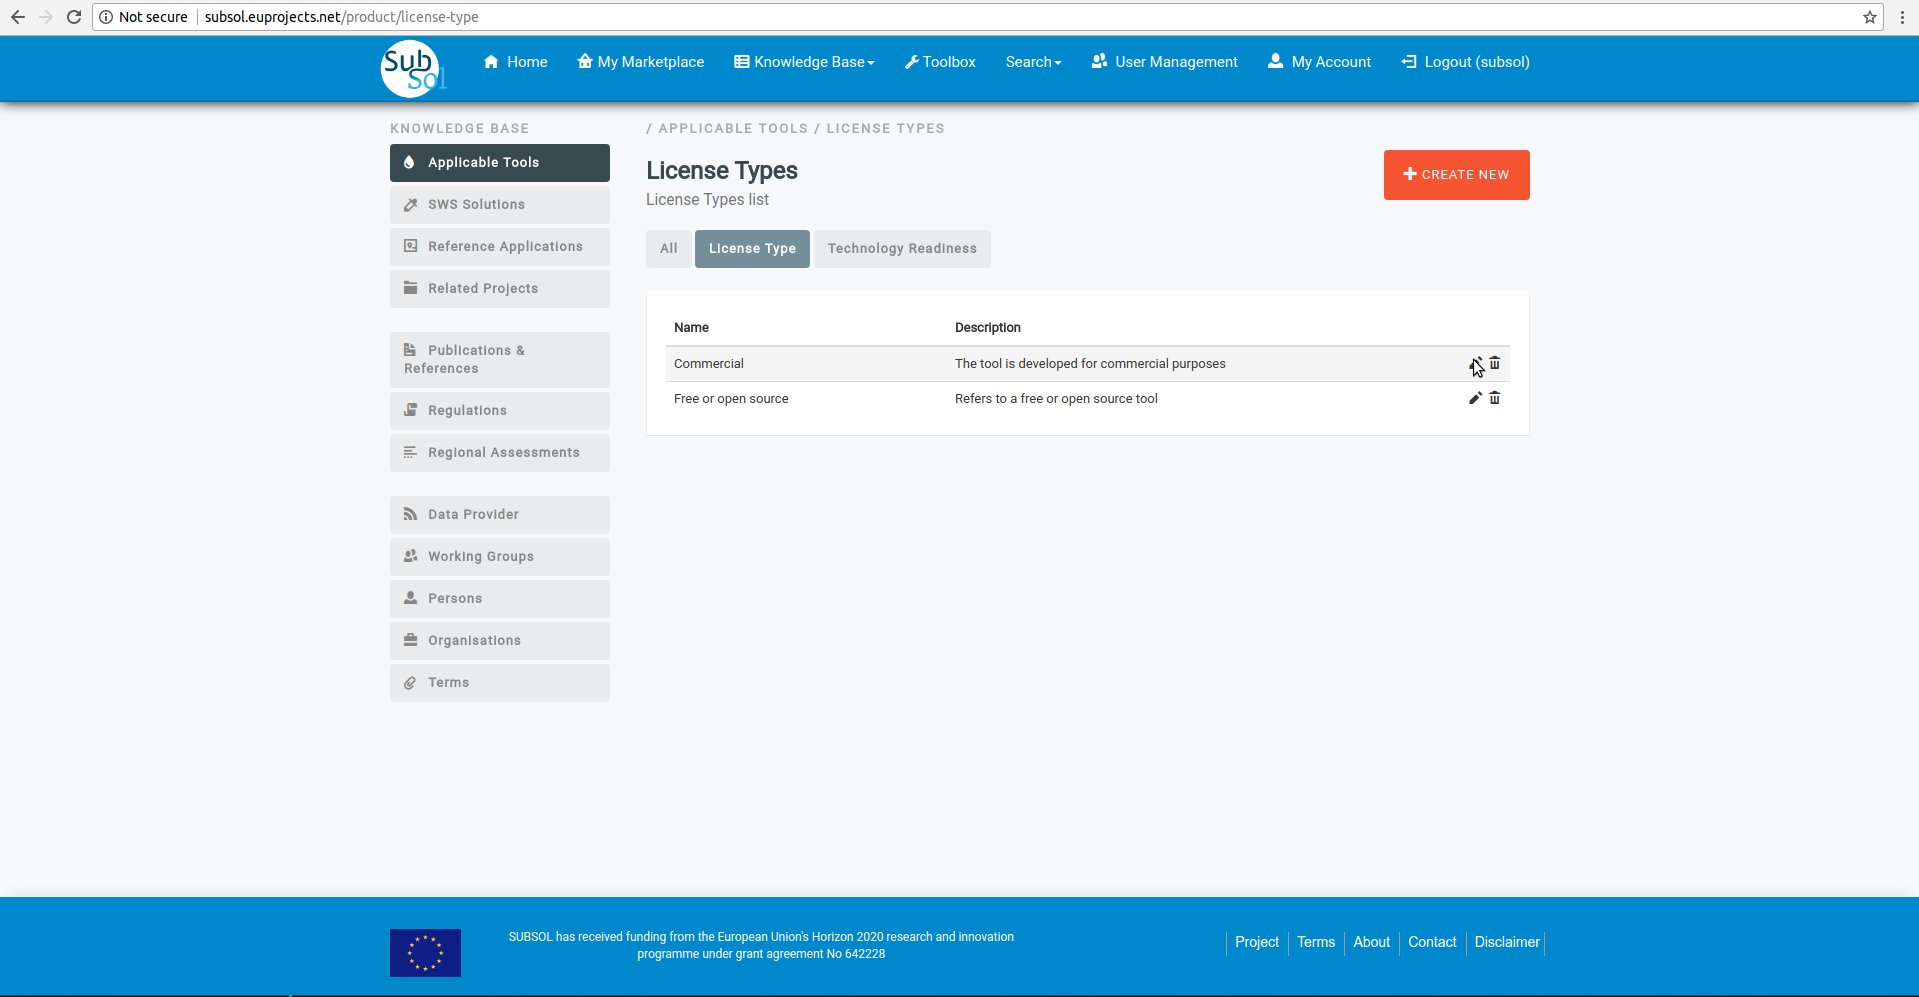 Not secure | subsol.euprojects.net/product/license-type
Sub
Sol
Home
My Marketplace
Knowledge Base
Toolbox
Search
User Management
My Account
Logout (subsol)
KNOWLEDGE BASE
Applicable Tools
SWS Solutions
Reference Applications
Related Projects
Publications &
References
Regulations
Regional Assessments
Data Provider
Working Groups
Persons
Organisations
Terms
/ APPLICABLE TOOLS / LICENSE TYPES
License Types
License Types list
CREATE NEW
All
License Type
Technology Readiness
Name Description
Commercial The tool is developed for commercial purposes
Free or open source Refers to a free or open source tool
SUBSOL has received funding from the European Union's Horizon 2020 research and innovation
programme under grant agreement No 642228
Project
Terms
About
Contact
Disclaimer